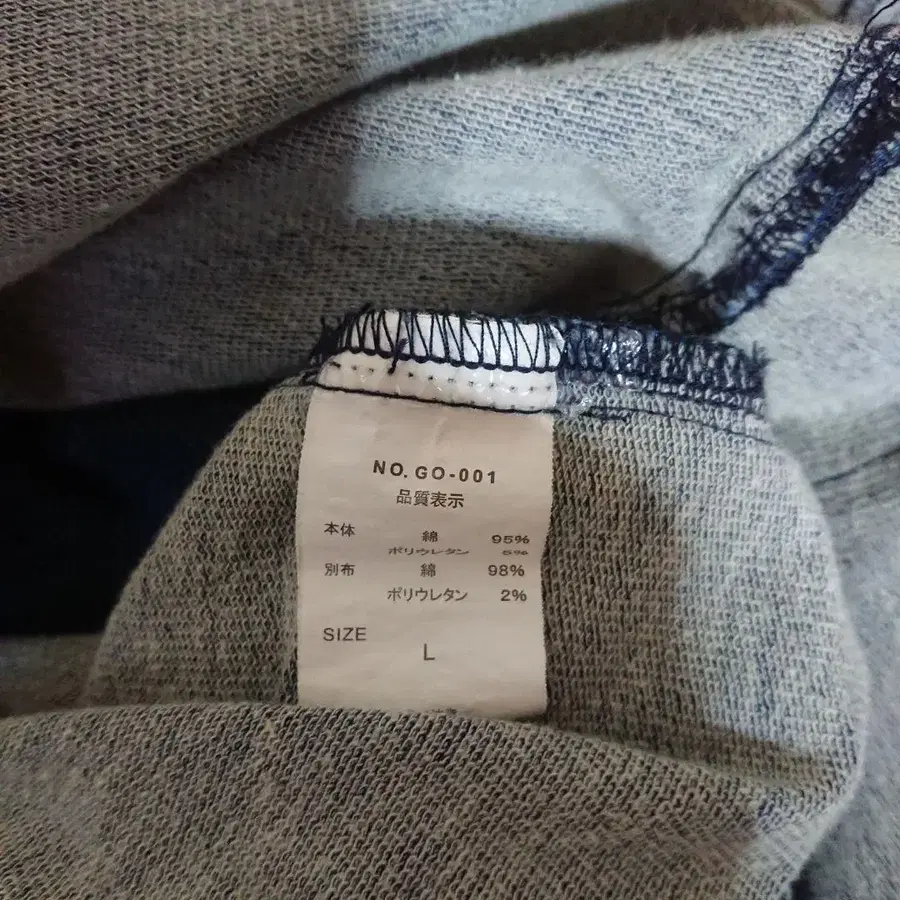 NO. GO-001
品質表示
本体 綿 95%
ポリウレタン 5%
別布 綿 98%
ポリウレタン 2%
SIZE
L